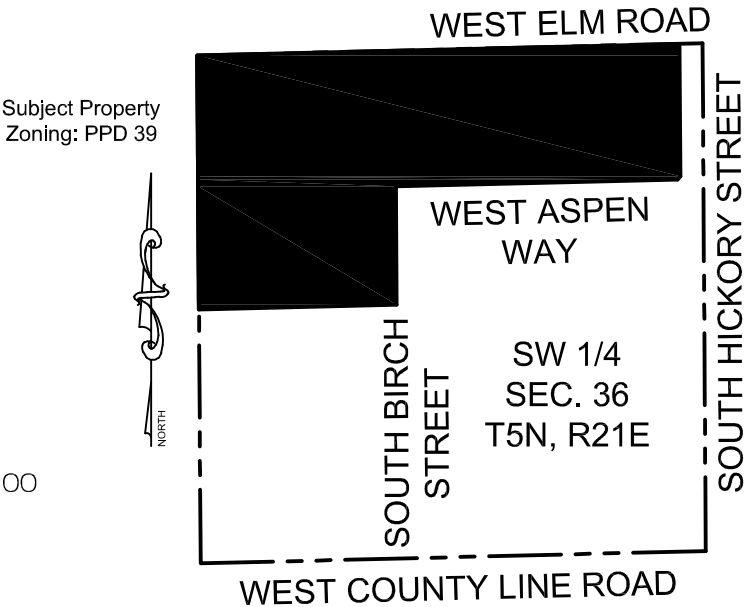 WEST ELM ROAD
Subject Property
Zoning: PPD 39
WEST ASPEN
WAY
SOUTH HICKORY STREET
SOUTH BIRCH
STREET
SW 1/4
SEC. 36
T5N, R21E
NORTH
00
WEST COUNTY LINE ROAD